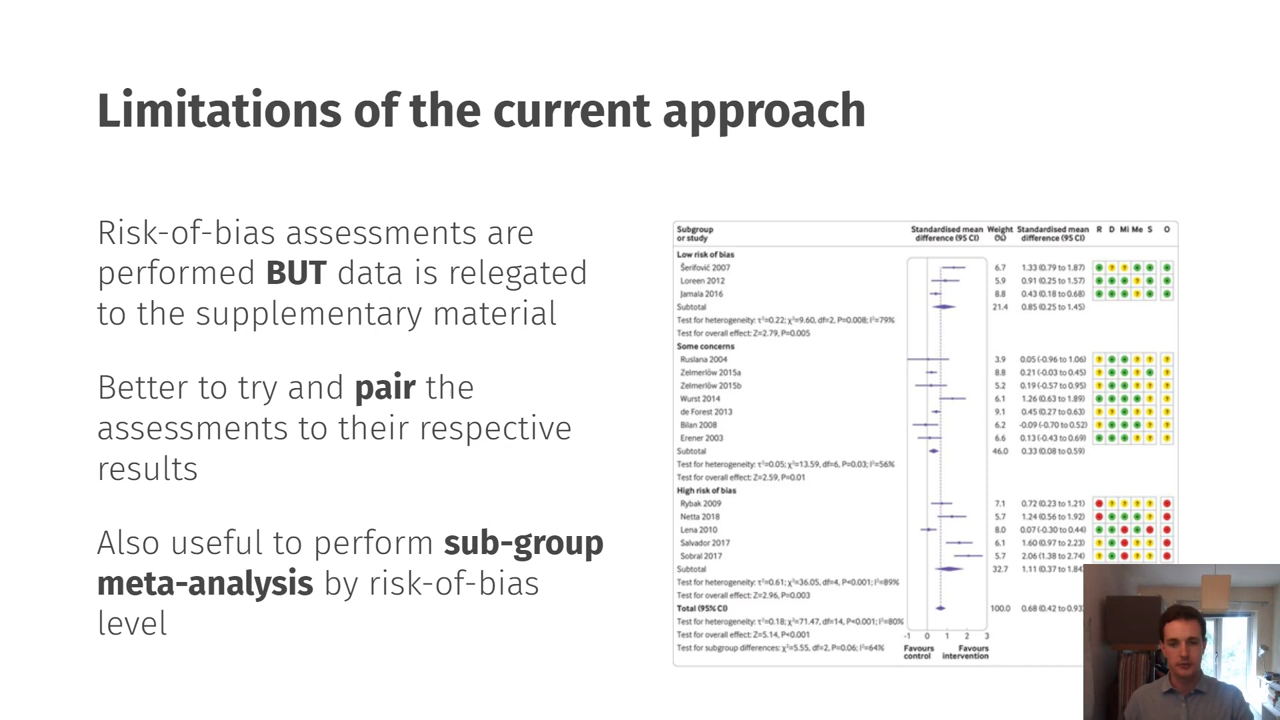 Limitations of the current approach
Risk-of-bias assessments are
performed BUT data is relegated
to the supplementary material
Better to try and pair the
assessments to their respective
results
Also useful to perform sub-group
meta-analysis by risk-of-bias
level
Subgroup or study Standardised mean difference (95% CI) Weight (%) Standardised mean difference (95% CI) R D Mi Me S O
Low risk of bias
Šerifović 2007 6.7 1.33 (0.79 to 1.87)
Loreen 2012 5.9 0.91 (0.25 to 1.57)
Jamala 2016 8.8 0.43 (0.18 to 0.68)
Subtotal 21.4 0.85 (0.25 to 1.45)
Test for heterogeneity: τ²=0.22; χ²=9.60, df=2, P=0.008; I²=79%
Test for overall effect: Z=2.79, P=0.005
Some concerns
Ruslana 2004 3.9 0.05 (-0.96 to 1.06)
Zelmerlöw 2015a 8.8 0.21 (-0.03 to 0.45)
Zelmerlöw 2015b 5.2 0.19 (-0.57 to 0.95)
Wurst 2014 6.1 1.26 (0.63 to 1.89)
de Forest 2013 9.1 0.45 (0.27 to 0.63)
Bilan 2008 6.2 -0.09 (-0.70 to 0.52)
Erener 2003 6.6 0.13 (-0.43 to 0.69)
Subtotal 46.0 0.33 (0.08 to 0.59)
Test for heterogeneity: τ²=0.05; χ²=13.59, df=6, P=0.03; I²=56%
Test for overall effect: Z=2.59, P=0.01
High risk of bias
Rybak 2009 7.1 0.72 (0.23 to 1.21)
Netta 2018 5.7 1.24 (0.56 to 1.92)
Lena 2010 8.0 0.07 (-0.30 to 0.44)
Salvador 2017 6.1 1.60 (0.97 to 2.23)
Sobral 2017 5.7 2.06 (1.38 to 2.74)
Subtotal 32.7 1.11 (0.37 to 1.84
Test for heterogeneity: τ²=0.61; χ²=36.05, df=4, P<0.001; I²=89%
Test for overall effect: Z=2.96, P=0.003
Total (95% CI) 100.0 0.68 (0.42 to 0.93
Test for heterogeneity: τ²=0.18; χ²=71.47, df=14, P<0.001; I²=80%
Test for overall effect: Z=5.14, P<0.001
Test for subgroup differences: χ²=5.55, df=2, P=0.06; I²=64%
-1 0 1 2 3
Favours control Favours intervention